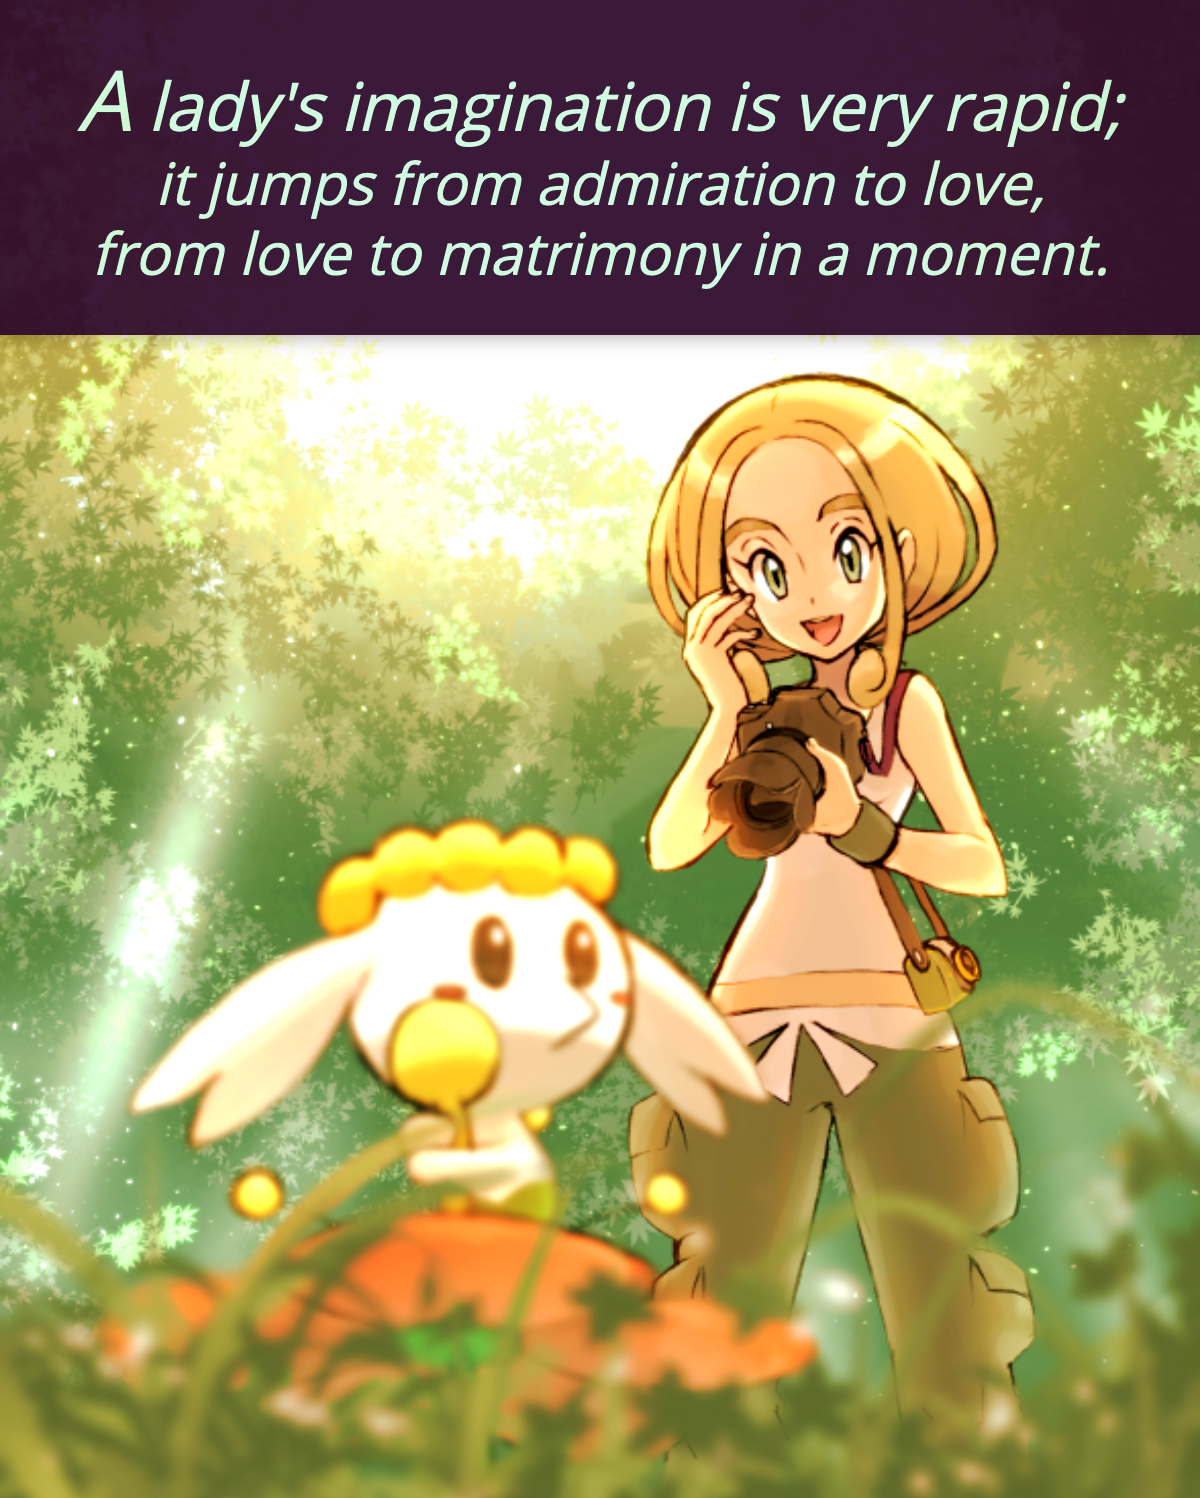 A lady's imagination is very rapid;
it jumps from admiration to love,
from love to matrimony in a moment.